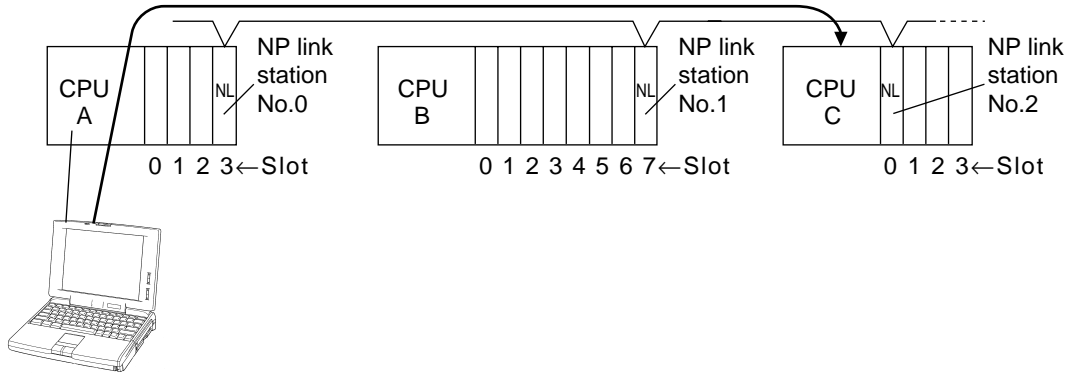 CPU
A
NL
NP link
station
No.0
0 1 2 3←Slot
CPU
B
NL
NP link
station
No.1
0 1 2 3 4 5 6 7←Slot
CPU
C
NL
NP link
station
No.2
0 1 2 3←Slot